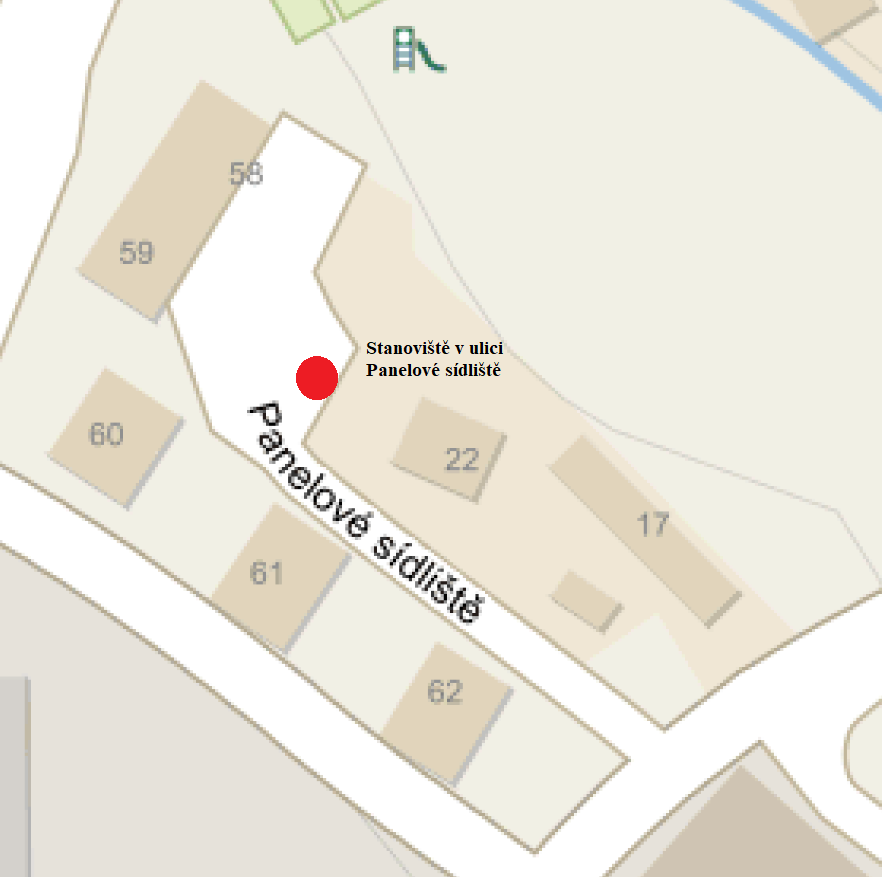 58
59
Stanoviště v ulici
Panelové sídliště
60
Panelové sídliště
22
17
61
62